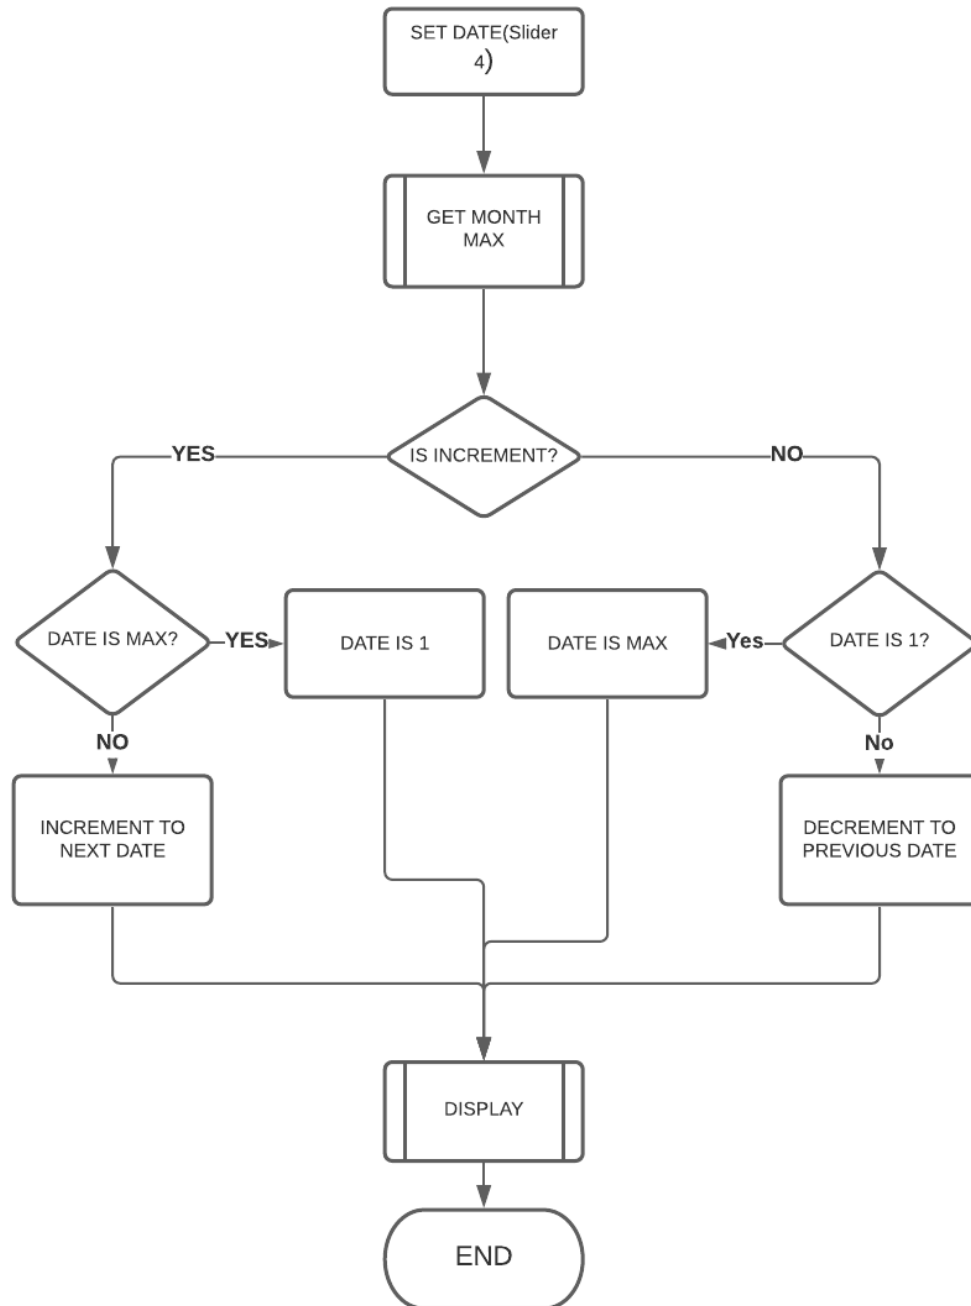 SET DATE(Slider
4)
GET MONTH
MAX
IS INCREMENT?
YES
NO
DATE IS MAX?
YES
DATE IS 1
DATE IS MAX
Yes
DATE IS 1?
NO
No
INCREMENT TO
NEXT DATE
DECREMENT TO
PREVIOUS DATE
DISPLAY
END